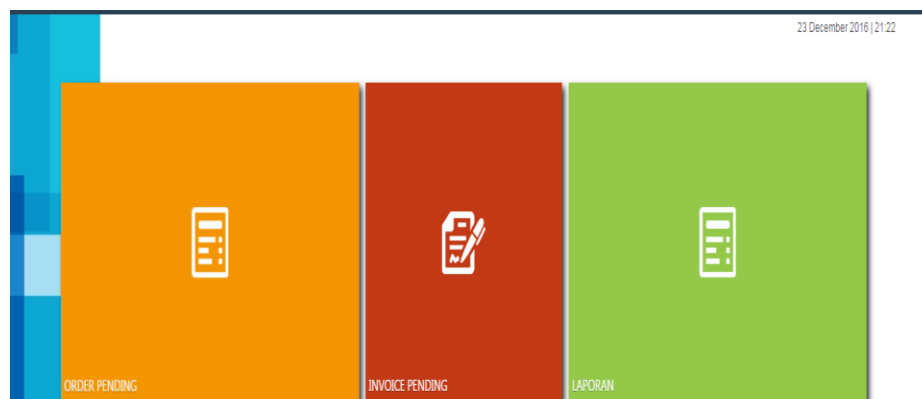 23 December 2016 | 21:22
ORDER PENDING
INVOICE PENDING
LAPORAN